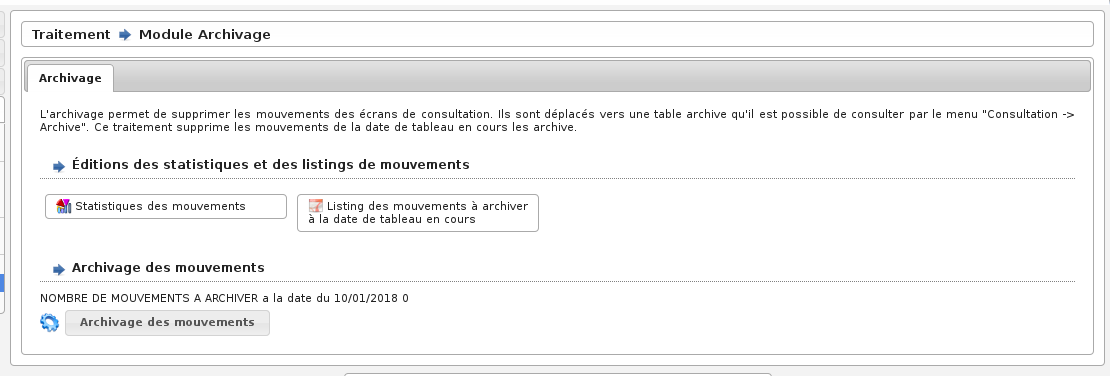 Traitement Module Archivage
Archivage
L'archivage permet de supprimer les mouvements des écrans de consultation. Ils sont déplacés vers une table archive qu'il est possible de consulter par le menu "Consultation ->
Archive". Ce traitement supprime les mouvements de la date de tableau en cours les archive.
Éditions des statistiques et des listings de mouvements
Statistiques des mouvements
Listing des mouvements à archiver
à la date de tableau en cours
Archivage des mouvements
NOMBRE DE MOUVEMENTS A ARCHIVER a la date du 10/01/2018 0
Archivage des mouvements